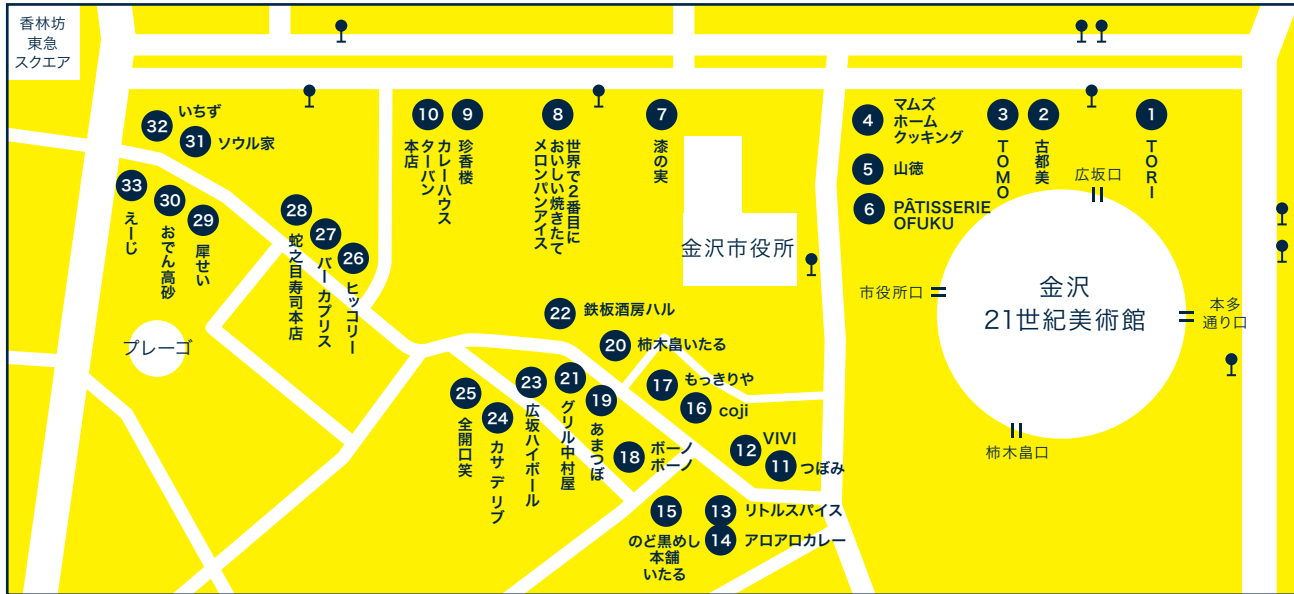 香林坊
東急
スクエア
32
いちず
31
ソウル家
33
えーじ
30
おでん高砂
29
犀せい
28
蛇之目寿司本店
27
バーカプリス
26
ヒッコリー
プレーゴ
10
カレーハウス
ターバン
本店
9
珍香楼
8
世界で2番目に
おいしい焼きたて
メロンパンアイス
7
漆の実
金沢市役所
4
マムズ
ホーム
クッキング
5
山徳
6
PÂTISSERIE
OFUKU
3
TOMO
2
古都美
1
TORI
広坂口
市役所口
金沢
21世紀美術館
本多
通り口
柿木畠口
22
鉄板酒房ハル
20
柿木畠いたる
17
もっきりや
16
coji
25
全開口笑
24
カサ デ リブ
23
広坂ハイボール
21
グリル中村屋
19
あまつぼ
18
ボーノ
ボーノ
12
VIVI
11
つぼみ
15
のど黒めし
本舗
いたる
13
リトルスパイス
14
アロアロカレー